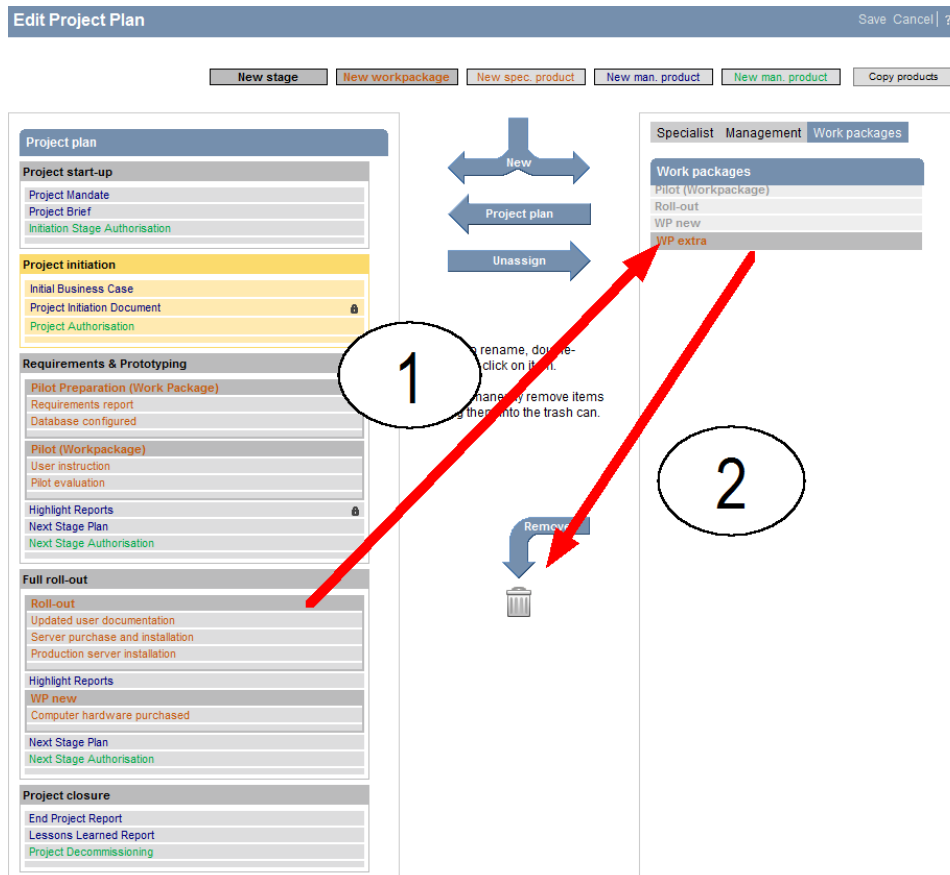 Edit Project Plan
Save Cancel| ?
New stage
New workpackage
New spec. product
New man. product
New man. product
Copy products
Project plan
Project start-up
Project Mandate
Project Brief
Initiation Stage Authorisation
Project initiation
Initial Business Case
Project Initiation Document
Project Authorisation
Requirements & Prototyping
Pilot Preparation (Work Package)
Requirements report
Database configured
Pilot (Workpackage)
User instruction
Pilot evaluation
Highlight Reports
Next Stage Plan
Next Stage Authorisation
Full roll-out
Roll-out
Updated user documentation
Server purchase and installation
Production server installation
Highlight Reports
WP new
Computer hardware purchased
Next Stage Plan
Next Stage Authorisation
Project closure
End Project Report
Lessons Learned Report
Project Decommissioning
New
Project plan
Unassign
1
rename,
click on
remove items
into the trash can.
Remove
Specialist Management Work packages
Work packages
Pilot (Workpackage)
Roll-out
WP new
WP extra
2